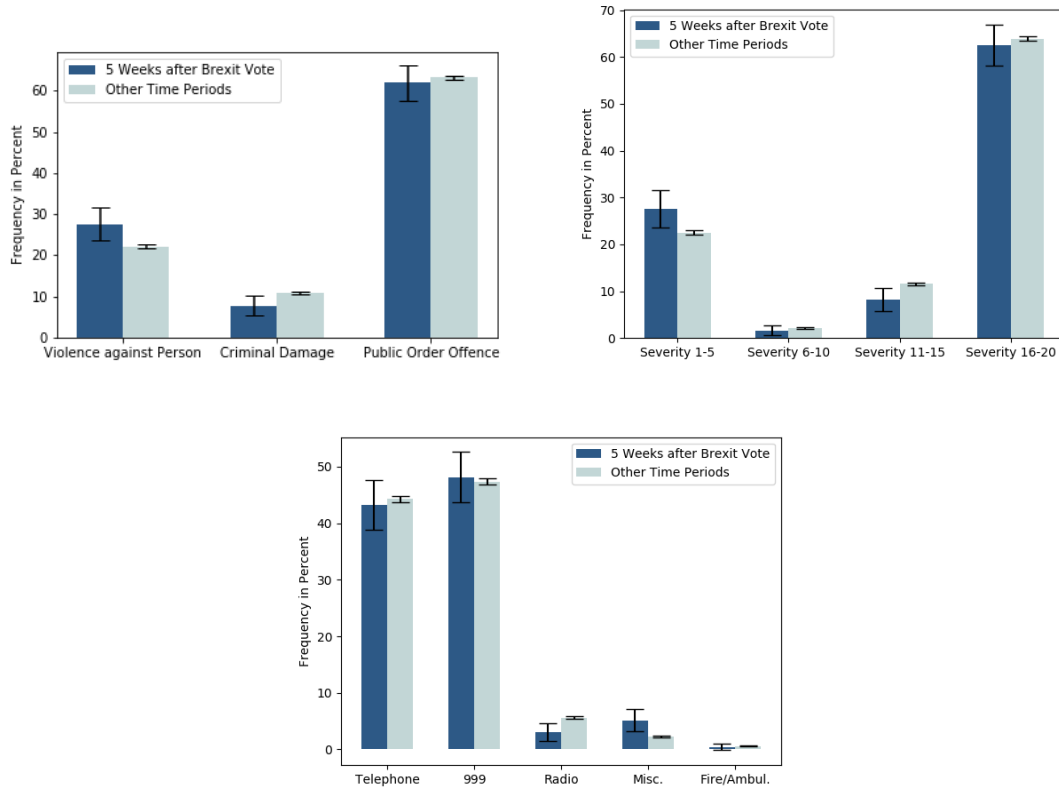 5 Weeks after Brexit Vote
Other Time Periods
Frequency in Percent
60
50
40
30
20
10
0
Violence against Person Criminal Damage Public Order Offence
5 Weeks after Brexit Vote
Other Time Periods
Frequency in Percent
70
60
50
40
30
20
10
0
Severity 1-5 Severity 6-10 Severity 11-15 Severity 16-20
5 Weeks after Brexit Vote
Other Time Periods
Frequency in Percent
50
40
30
20
10
0
Telephone 999 Radio Misc. Fire/Ambul.